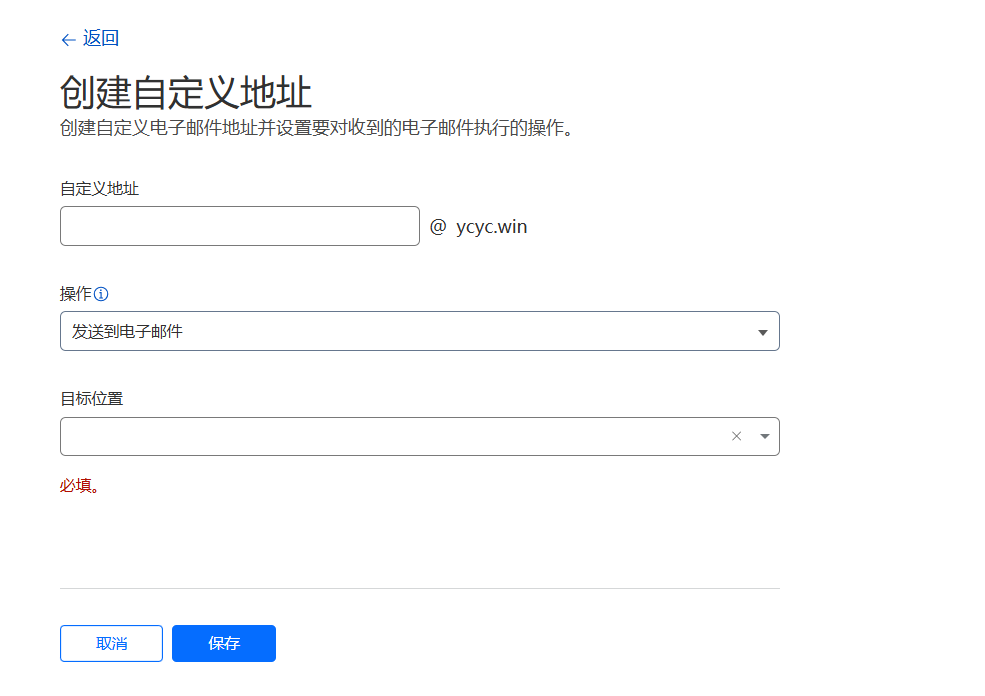 ← 返回
创建自定义地址
创建自定义电子邮件地址并设置要对收到的电子邮件执行的操作。
自定义地址
@ ycyc.win
操作
发送到电子邮件
目标位置
必填。
取消 保存